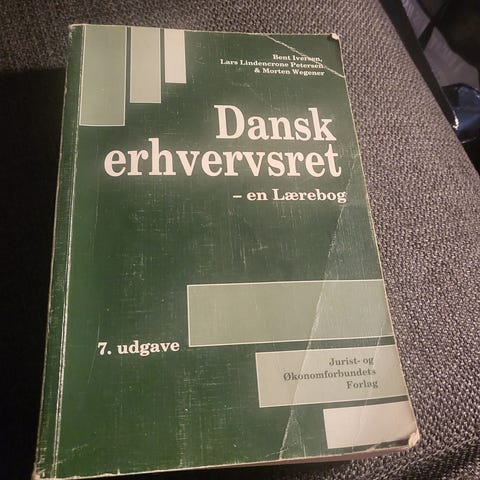 Bent Iversen,
Lars Lindencrone Petersen
& Morten Wegener
Dansk
erhvervsret
– en Lærebog
7. udgave
Jurist- og
Økonomforbundets
Forlag